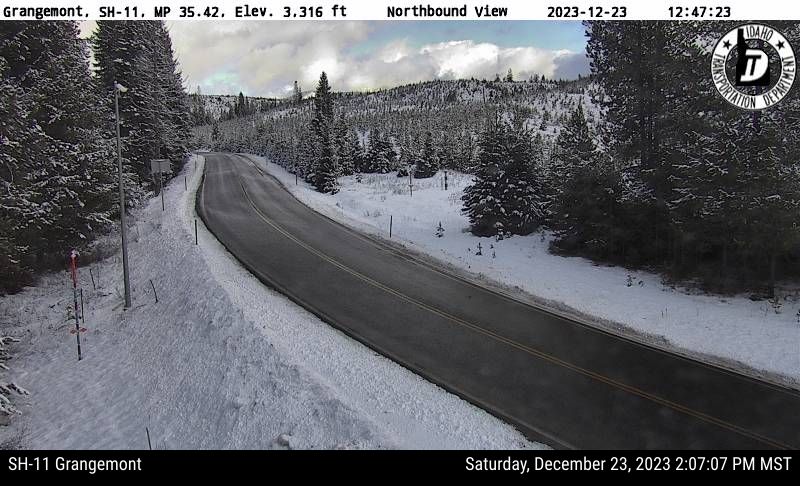 Grangemont, SH-11, MP 35.42, Elev. 3,316 ft Northbound View 2023-12-23 12:47:23
IDAHO
TRANSPORTATION DEPARTMENT
SH-11 Grangemont Saturday, December 23, 2023 2:07:07 PM MST